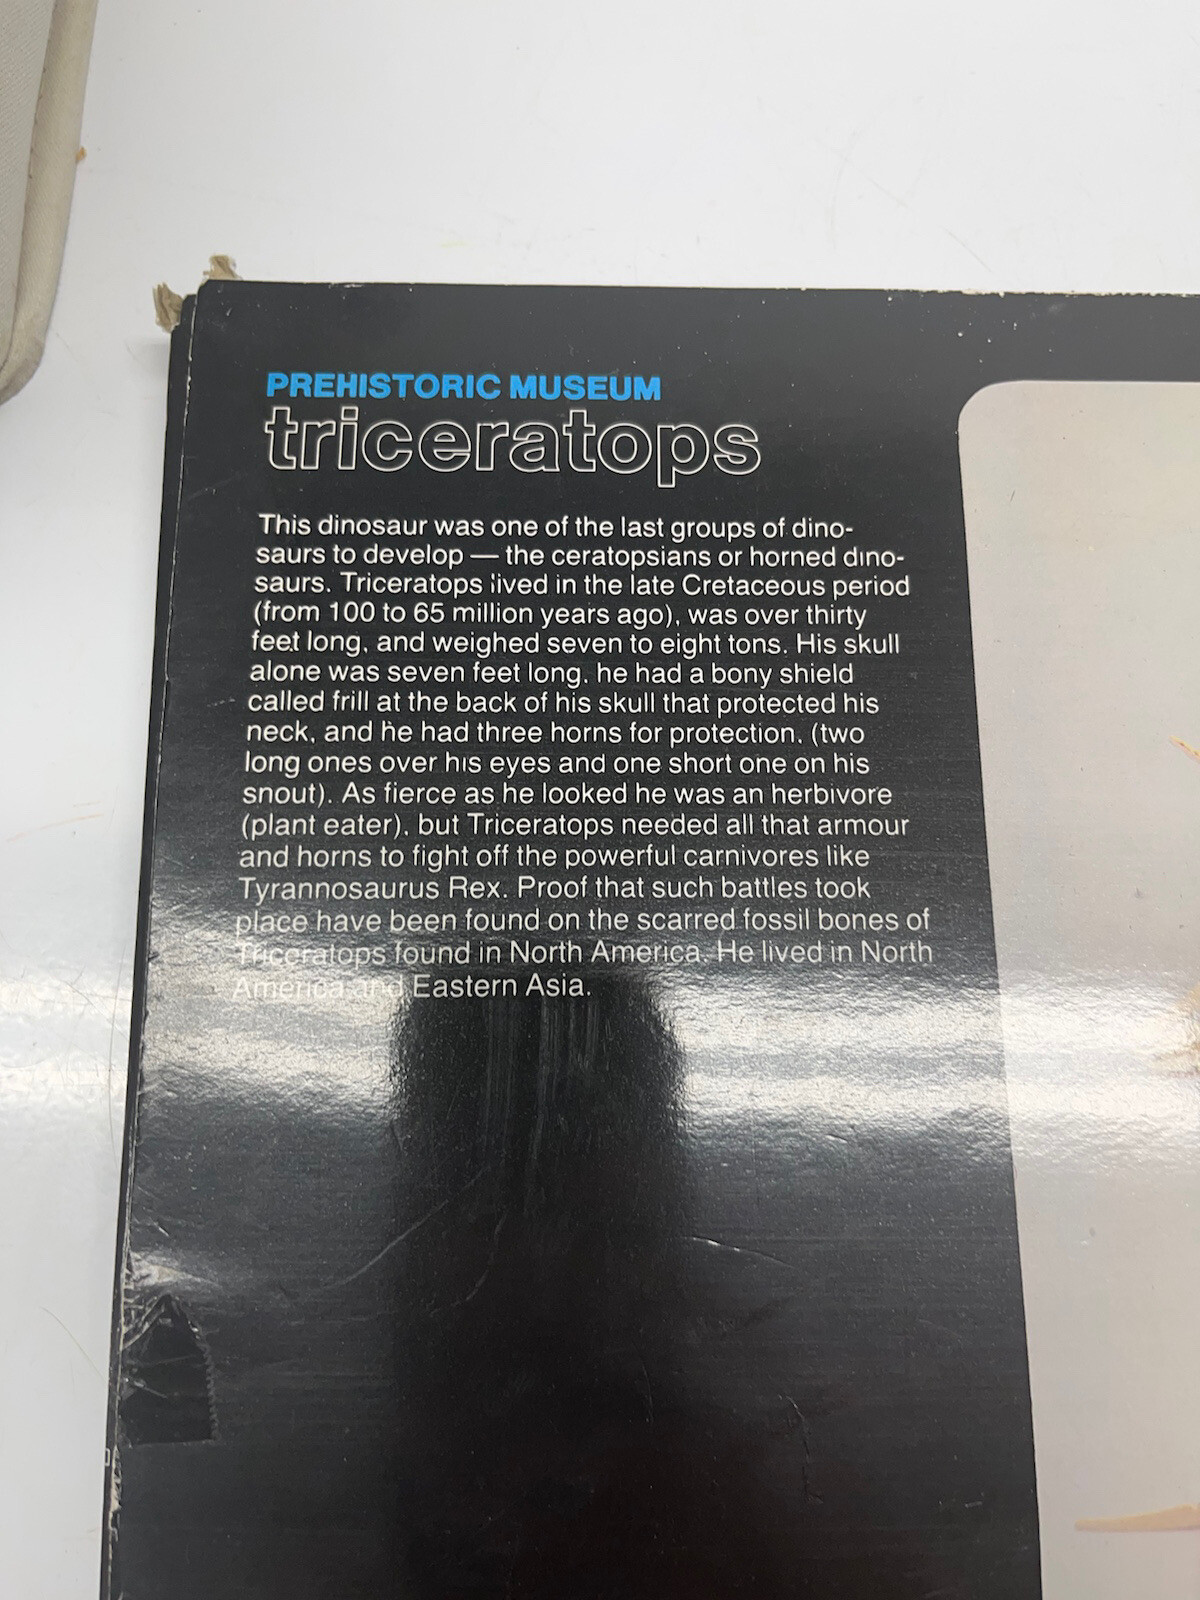 PREHISTORIC MUSEUM
triceratops
This dinosaur was one of the last groups of dino-
saurs to develop — the ceratopsians or horned dino-
saurs. Triceratops lived in the late Cretaceous period
(from 100 to 65 million years ago), was over thirty
feet long, and weighed seven to eight tons. His skull
alone was seven feet long, he had a bony shield
called frill at the back of his skull that protected his
neck, and he had three horns for protection, (two
long ones over his eyes and one short one on his
snout). As fierce as he looked he was an herbivore
(plant eater), but Triceratops needed all that armour
and horns to fight off the powerful carnivores like
Tyrannosaurus Rex. Proof that such battles took
place have been found on the scarred fossil bones of
Triceratops found in North America. He lived in North
America and Eastern Asia.